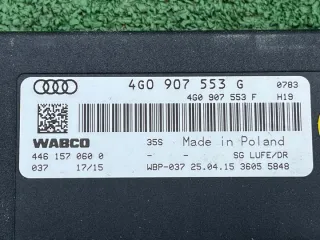 4G0 907 553 G 0783
4G0 907 553 F H19
WABCO 35S Made in Poland
446 157 060 0 - - SG LUFE/DR
037 17/15 WBP-037 25.04.15 3605 5848